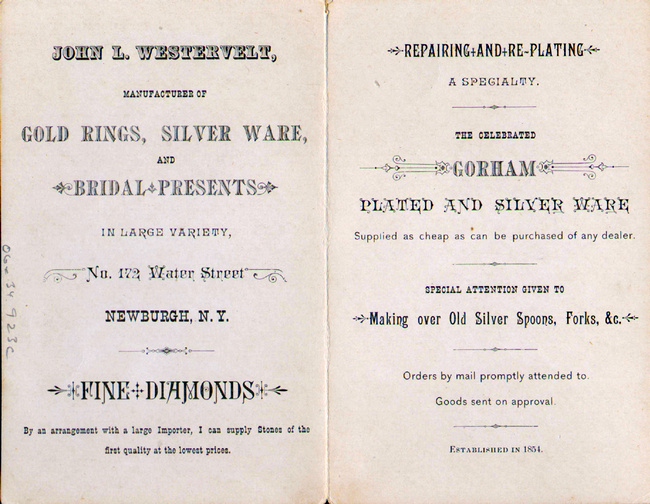 JOHN L. WESTERVELT,
MANUFACTURER OF
GOLD RINGS, SILVER WARE,
AND
BRIDAL PRESENTS
IN LARGE VARIETY,
No. 172 Water Street
NEWBURGH, N. Y.
FINE DIAMONDS
By an arrangement with a large Importer, I can supply Stones of the
first quality at the lowest prices.
REPAIRING AND RE-PLATING
A SPECIALTY.
THE CELEBRATED
GORHAM
PLATED AND SILVER WARE
Supplied as cheap as can be purchased of any dealer.
SPECIAL ATTENTION GIVEN TO
Making over Old Silver Spoons, Forks, &c.
Orders by mail promptly attended to.
Goods sent on approval.
ESTABLISHED IN 1854.